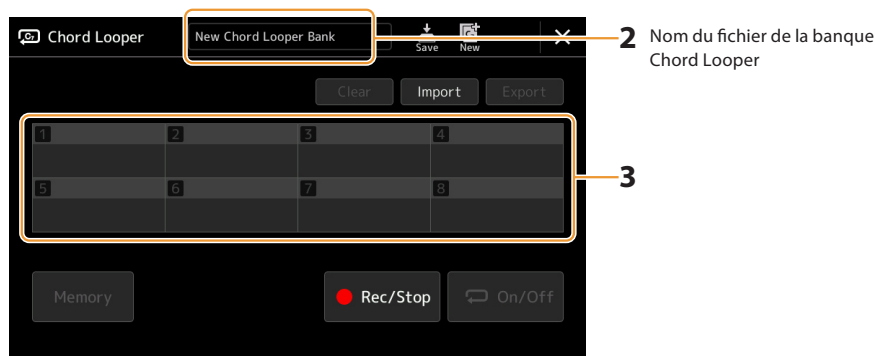 Chord Looper
New Chord Looper Bank
Save
New
2 Nom du fichier de la banque
Chord Looper
Clear
Import
Export
1
2
3
4
3
5
6
7
8
Memory
Rec/Stop
On/Off